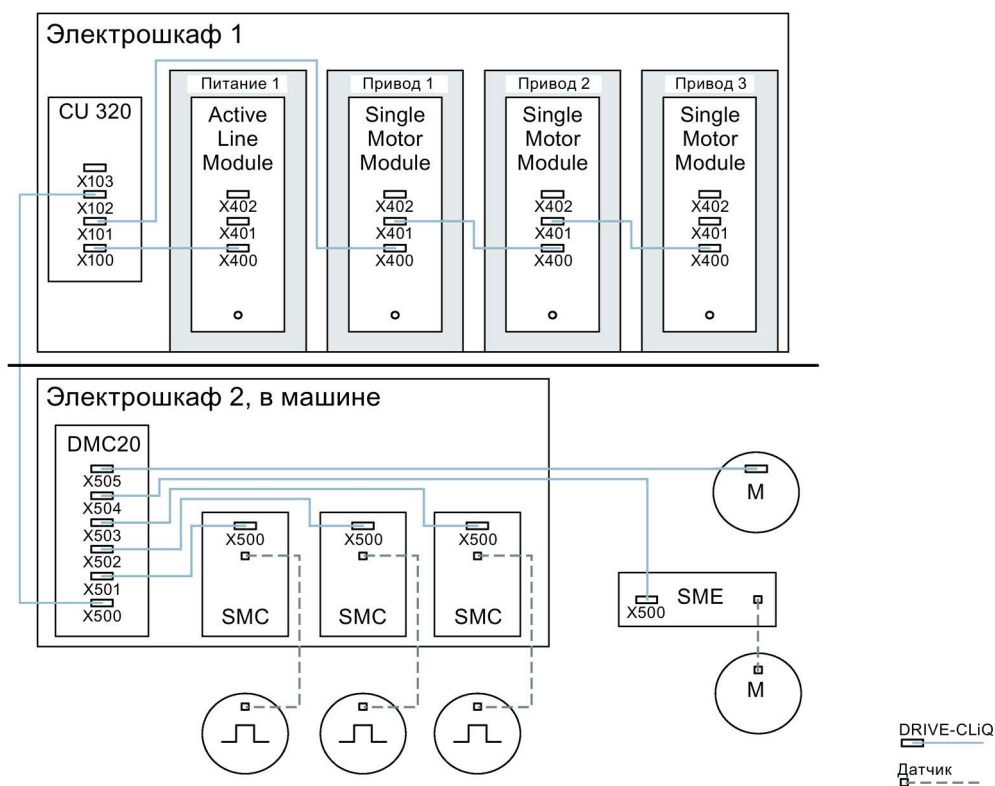 Электрошкаф 1
CU 320
X103
X102
X101
X100
Питание 1
Active
Line
Module
X402
X401
X400
Привод 1
Single
Motor
Module
X402
X401
X400
Привод 2
Single
Motor
Module
X402
X401
X400
Привод 3
Single
Motor
Module
X402
X401
X400
Электрошкаф 2, в машине
DMC20
X505
X504
X503
X502
X501
X500
X500
SMC
X500
SMC
X500
SMC
M
X500
SME
M
DRIVE-CLiQ
Датчик